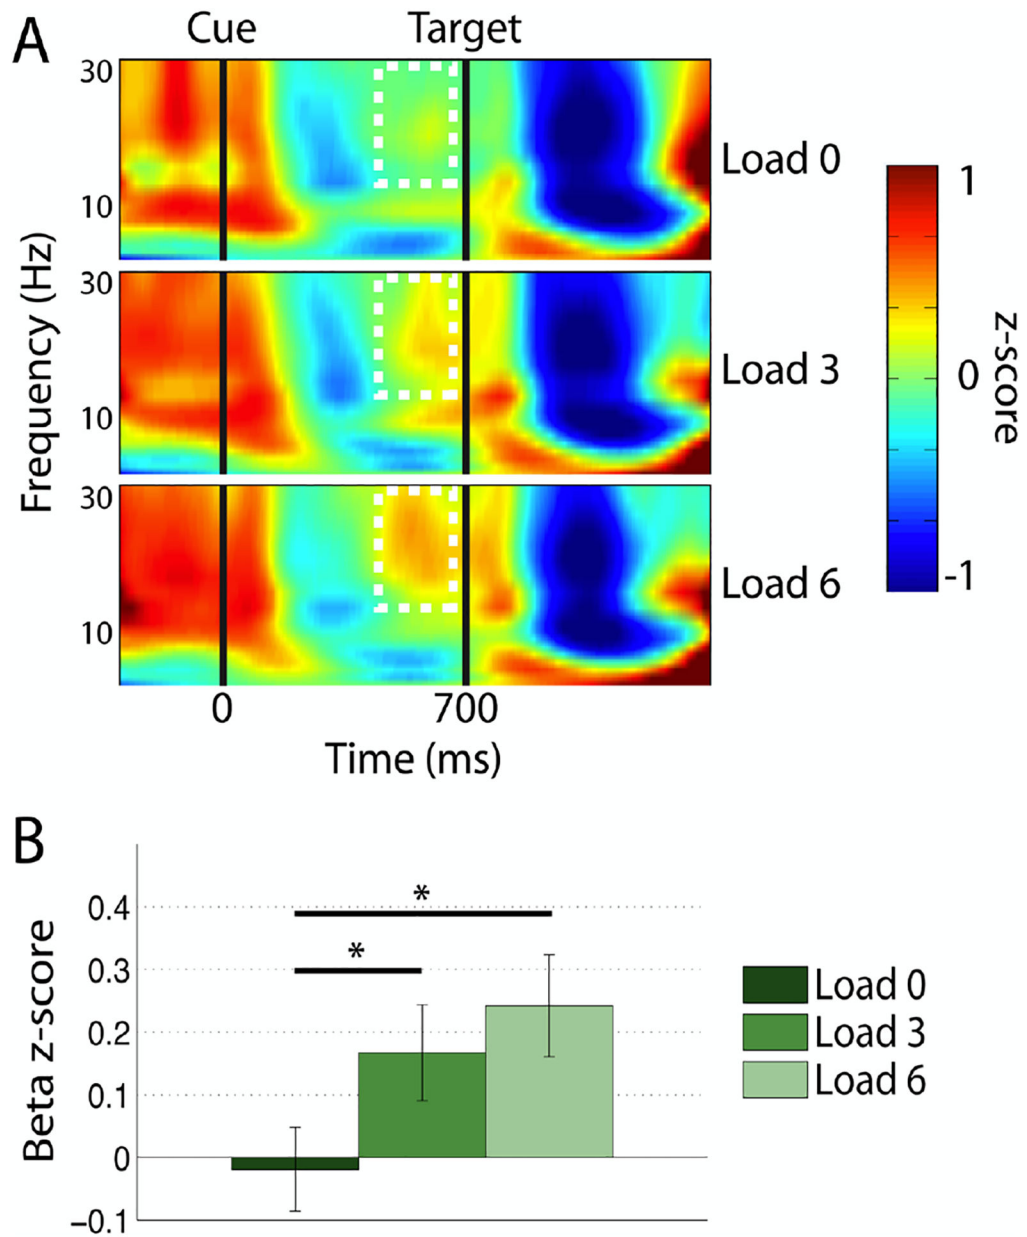 A
Cue
Target
30
10
Load 0
30
10
Load 3
30
10
Load 6
Frequency (Hz)
0
700
Time (ms)
1
0
-1
z-score
B
*
*
0.4
0.3
0.2
0.1
0
−0.1
Beta z-score
Load 0
Load 3
Load 6